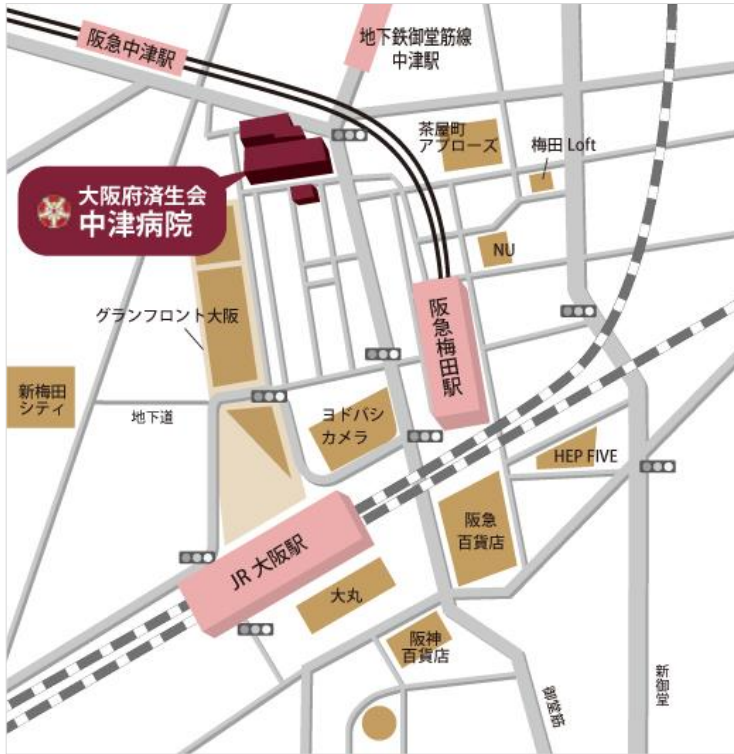 阪急中津駅
地下鉄御堂筋線
中津駅
茶屋町
アプローズ
梅田 Loft
大阪府済生会
中津病院
NU
グランフロント大阪
阪急梅田駅
新梅田
シティ
地下道
ヨドバシ
カメラ
HEP FIVE
阪急
百貨店
JR 大阪駅
大丸
阪神
百貨店
御堂筋
新御堂